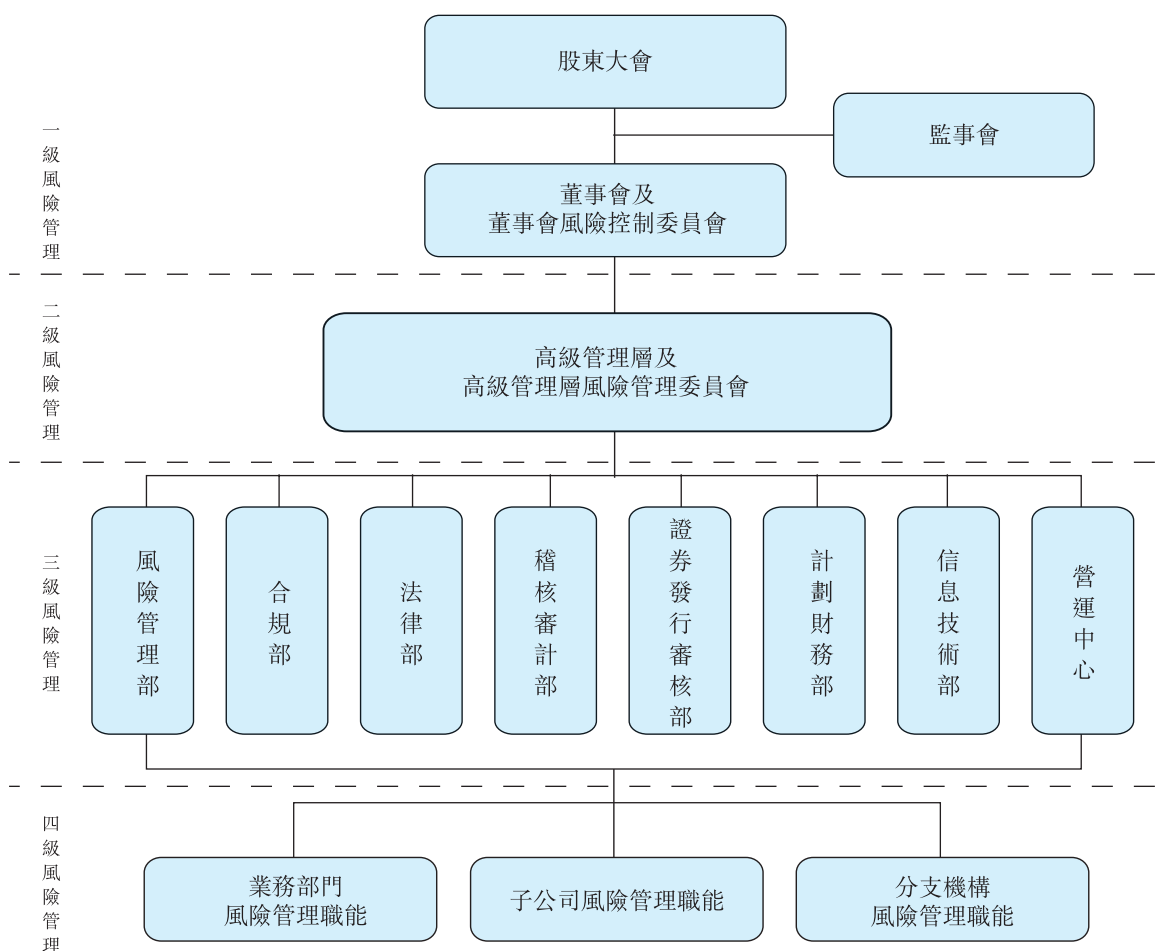 股東大會
監事會
一級風險管理
董事會及
董事會風險控制委員會
二級風險管理
高級管理層及
高級管理層風險管理委員會
三級風險管理
風險管理部
合規部
法律部
稽核審計部
證券發行審核部
計劃財務部
信息技術部
營運中心
四級風險管理
業務部門
風險管理職能
子公司風險管理職能
分支機構
風險管理職能